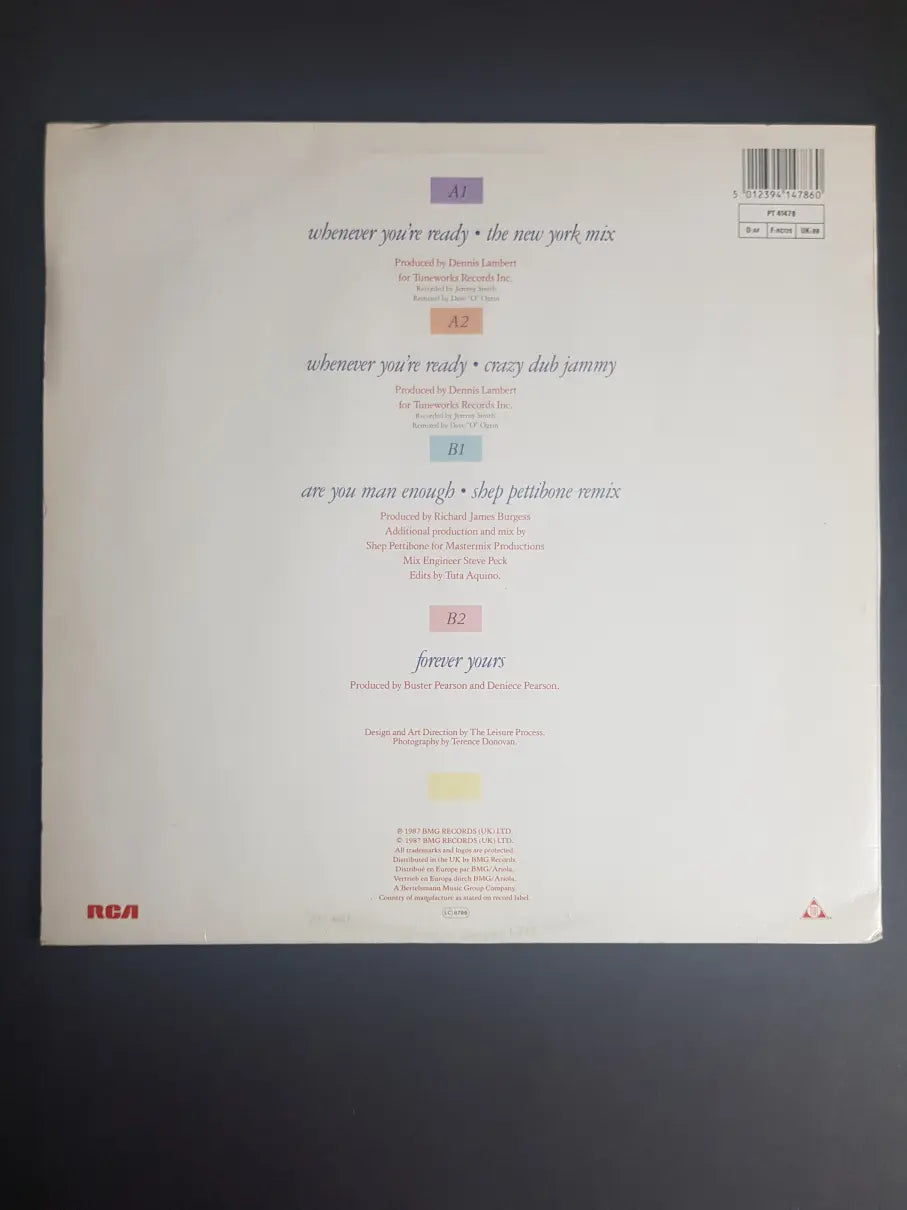 5 012394 147860
PT 41478
UK: BB
A1
whenever you're ready • the new york mix
Produced by Dennis Lambert
for Tuneworks Records Inc.
Recorded by Jeremy Smith
Remixed by Dave "O" Ogrin
A2
whenever you're ready • crazy dub jammy
Produced by Dennis Lambert
for Tuneworks Records Inc.
Recorded by Jeremy Smith
Remixed by Dave "O" Ogrin
B1
are you man enough • shep pettibone remix
Produced by Richard James Burgess
Additional production and mix by
Shep Pettibone for Mastermix Productions
Mix Engineer Steve Peck
Edits by Tuta Aquino.
B2
forever yours
Produced by Buster Pearson and Deniece Pearson.
Design and Art Direction by The Leisure Process.
Photography by Terence Donovan.
℗ 1987 BMG RECORDS (UK) LTD.
© 1987 BMG RECORDS (UK) LTD.
All trademarks and logos are protected.
Distributed in the UK by BMG Records.
Distribué en Europe par BMG/Ariola.
Vertrieb en Europa dürch BMG/Ariola.
A Bertelsmann Music Group Company.
Country of manufacture as stated on record label.
RCA
LC 8796